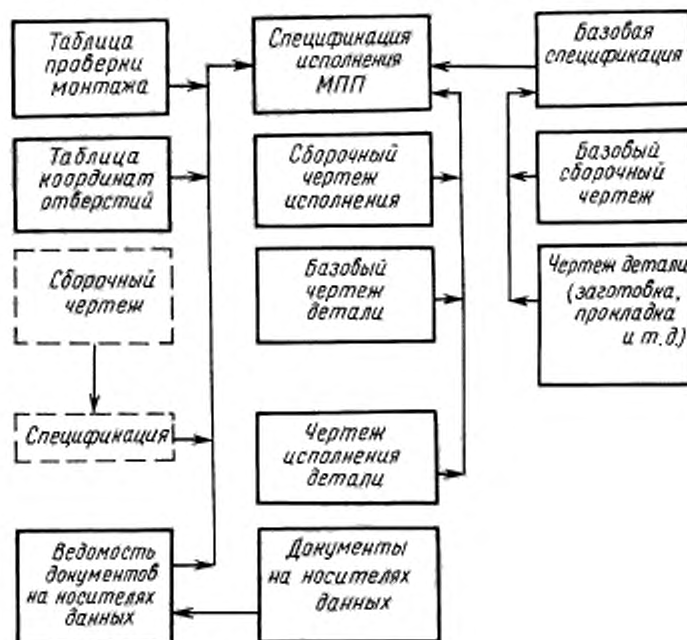 Таблица
проверки
монтажа
Спецификация
исполнения
МПП
Базовая
спецификация
Таблица
координат
отверстий
Сборочный
чертеж
исполнения
Базовый
сборочный
чертеж
Сборочный
чертеж
Базовый
чертеж
детали
Чертеж детали
(заготовка,
прокладка
и т.д.)
Спецификация
Чертеж
исполнения
детали
Ведомость
документов
на носителях
данных
Документы
на носителях
данных